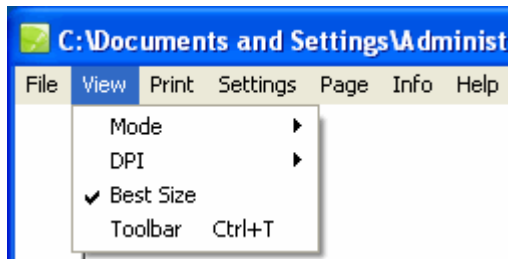 C:\Documents and Settings\Administ
File View Print Settings Page Info Help
Mode
DPI
Best Size
Toolbar Ctrl+T